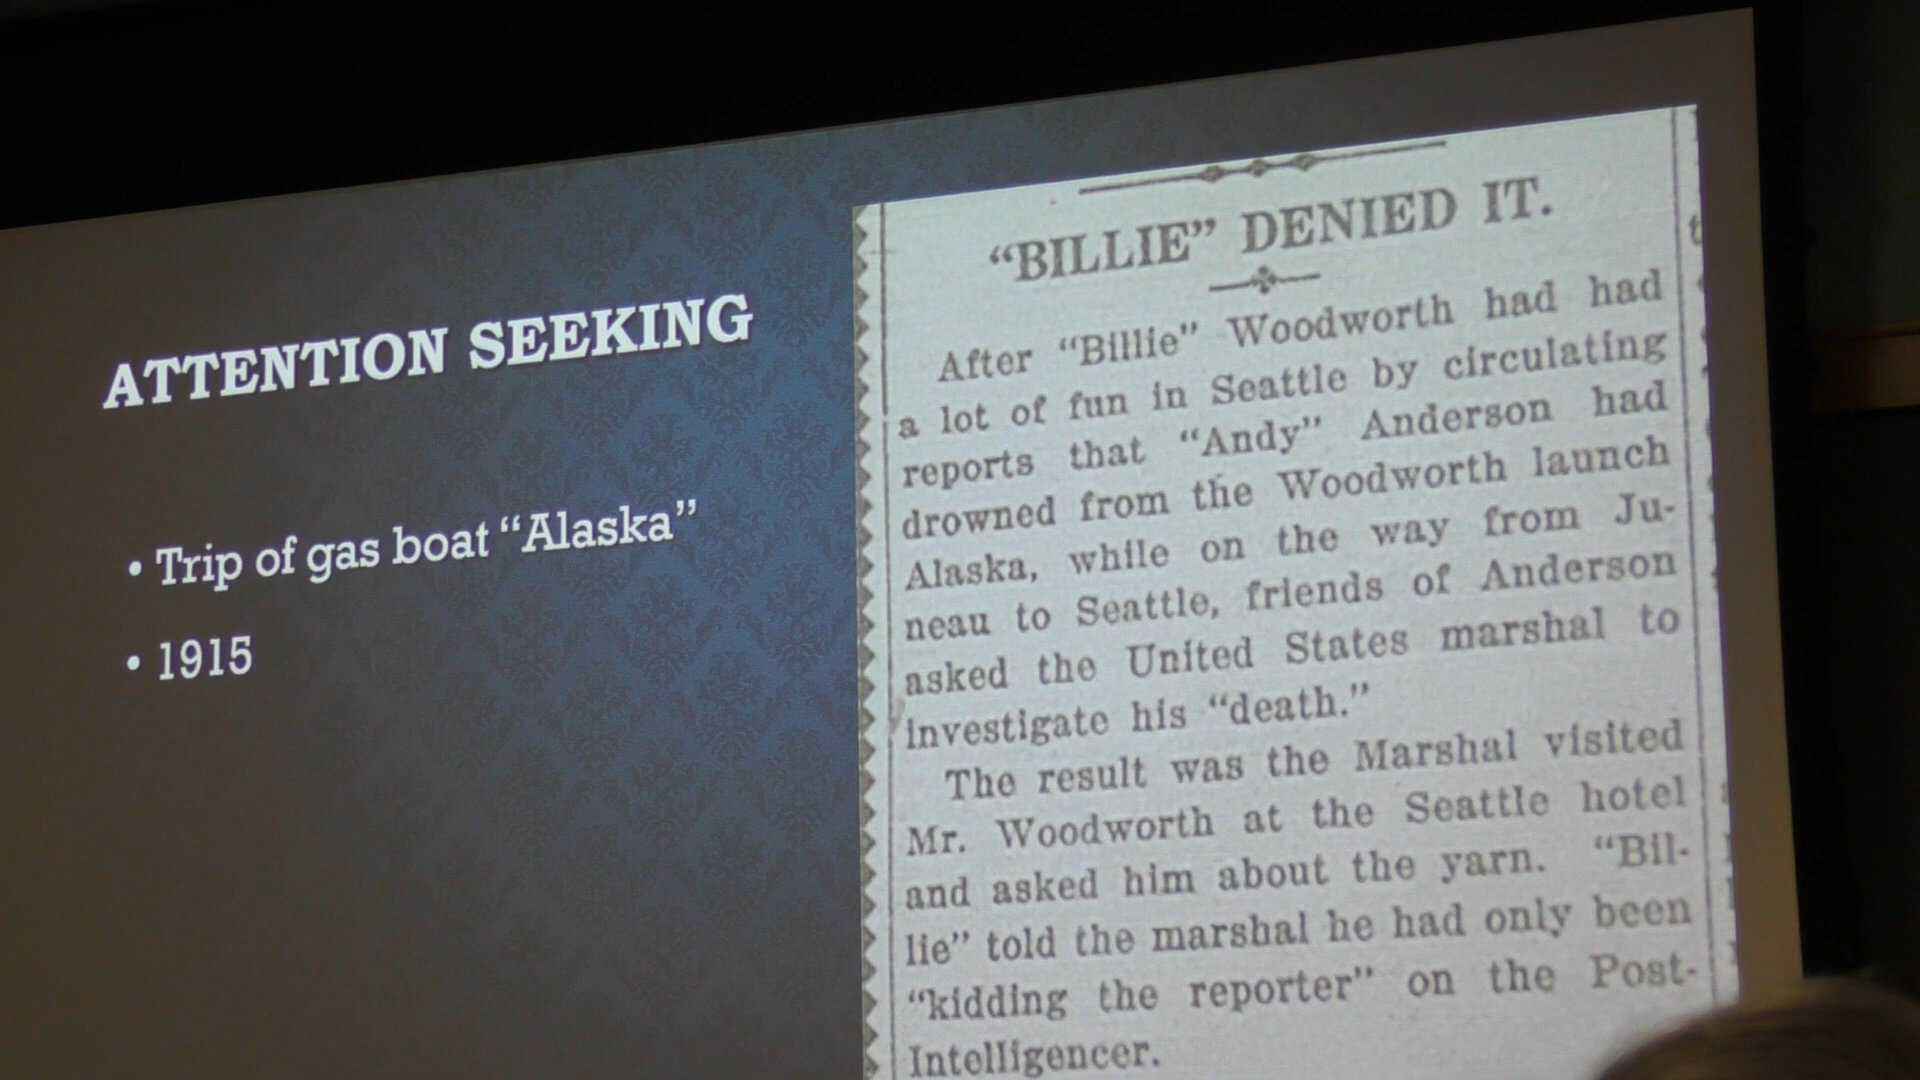 ATTENTION SEEKING
• Trip of gas boat “Alaska”
• 1915
“BILLIE” DENIED IT.
After “Billie” Woodworth had had
a lot of fun in Seattle by circulating
reports that “Andy” Anderson had
drowned from the Woodworth launch
Alaska, while on the way from Ju-
neau to Seattle, friends of Anderson
asked the United States marshal to
investigate his “death.”
The result was the Marshal visited
Mr. Woodworth at the Seattle hotel
and asked him about the yarn. “Bil-
lie” told the marshal he had only been
“kidding the reporter” on the Post-
Intelligencer.